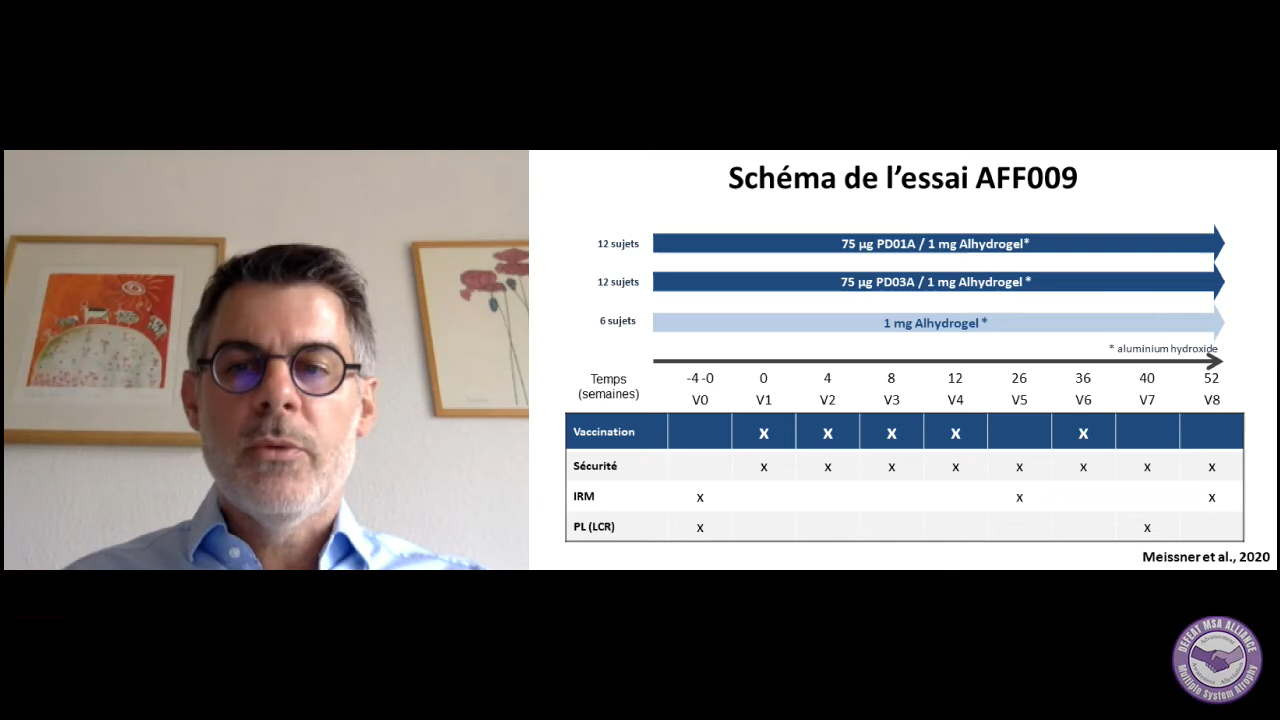 Schéma de l'essai AFF009
12 sujets 75 µg PD01A / 1 mg Alhydrogel*
12 sujets 75 µg PD03A / 1 mg Alhydrogel *
6 sujets 1 mg Alhydrogel *
* aluminium hydroxide
Temps (semaines) -4 -0 0 4 8 12 26 36 40 52
V0 V1 V2 V3 V4 V5 V6 V7 V8
Vaccination X X X X X
Sécurité x x x x x x x x
IRM x x x
PL (LCR) x x
Meissner et al., 2020
DEFEAT MSA ALLIANCE
Multiple System Atrophy